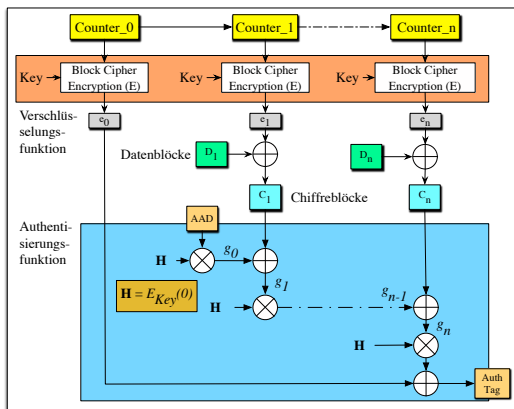 Counter_0
Counter_1
Counter_n
Key
Block Cipher
Encryption (E)
Key
Block Cipher
Encryption (E)
Key
Block Cipher
Encryption (E)
Verschlüs-
selungs-
funktion
e0
e1
en
Datenblöcke
D1
Dn
C1
Chiffreblöcke
Cn
Authenti-
sierungs-
funktion
AAD
H
g0
g1
H = EKey(0)
H
gn-1
gn
H
Auth
Tag